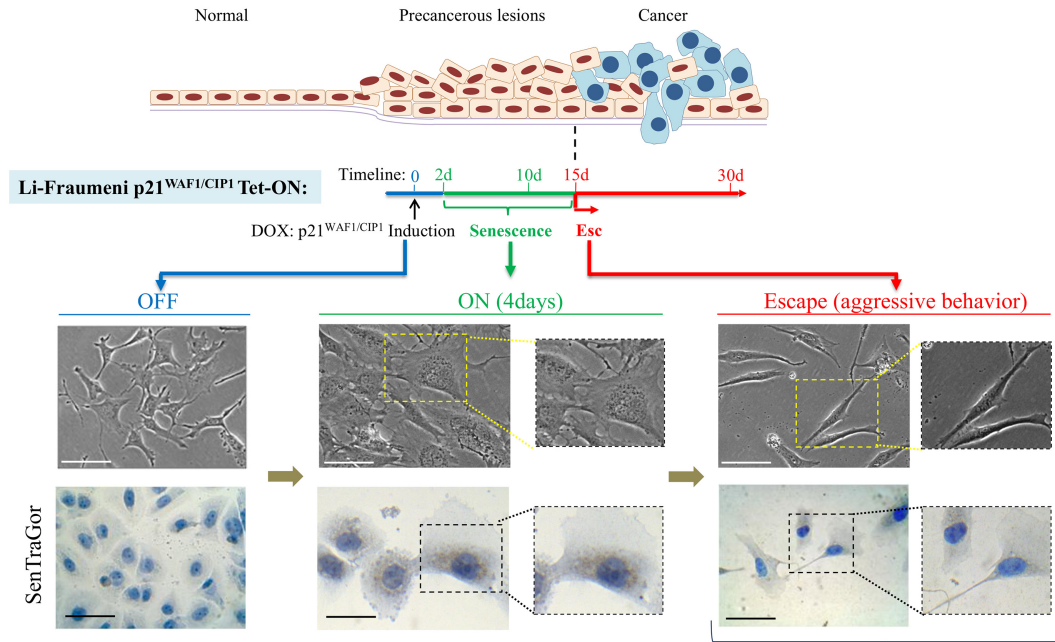 Normal
Precancerous lesions
Cancer
Li-Fraumeni p21WAF1/CIP1 Tet-ON:
Timeline: 0 2d 10d 15d 30d
DOX: p21WAF1/CIP1 Induction
Senescence
Esc
OFF
ON (4days)
Escape (aggressive behavior)
SenTraGor